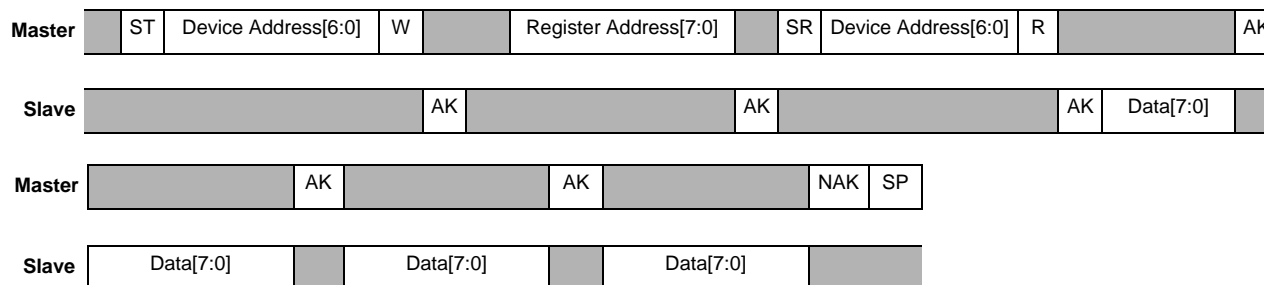 Master ST Device Address[6:0] W Register Address[7:0] SR Device Address[6:0] R AK
Slave AK AK AK Data[7:0]
Master AK AK NAK SP
Slave Data[7:0] Data[7:0] Data[7:0]